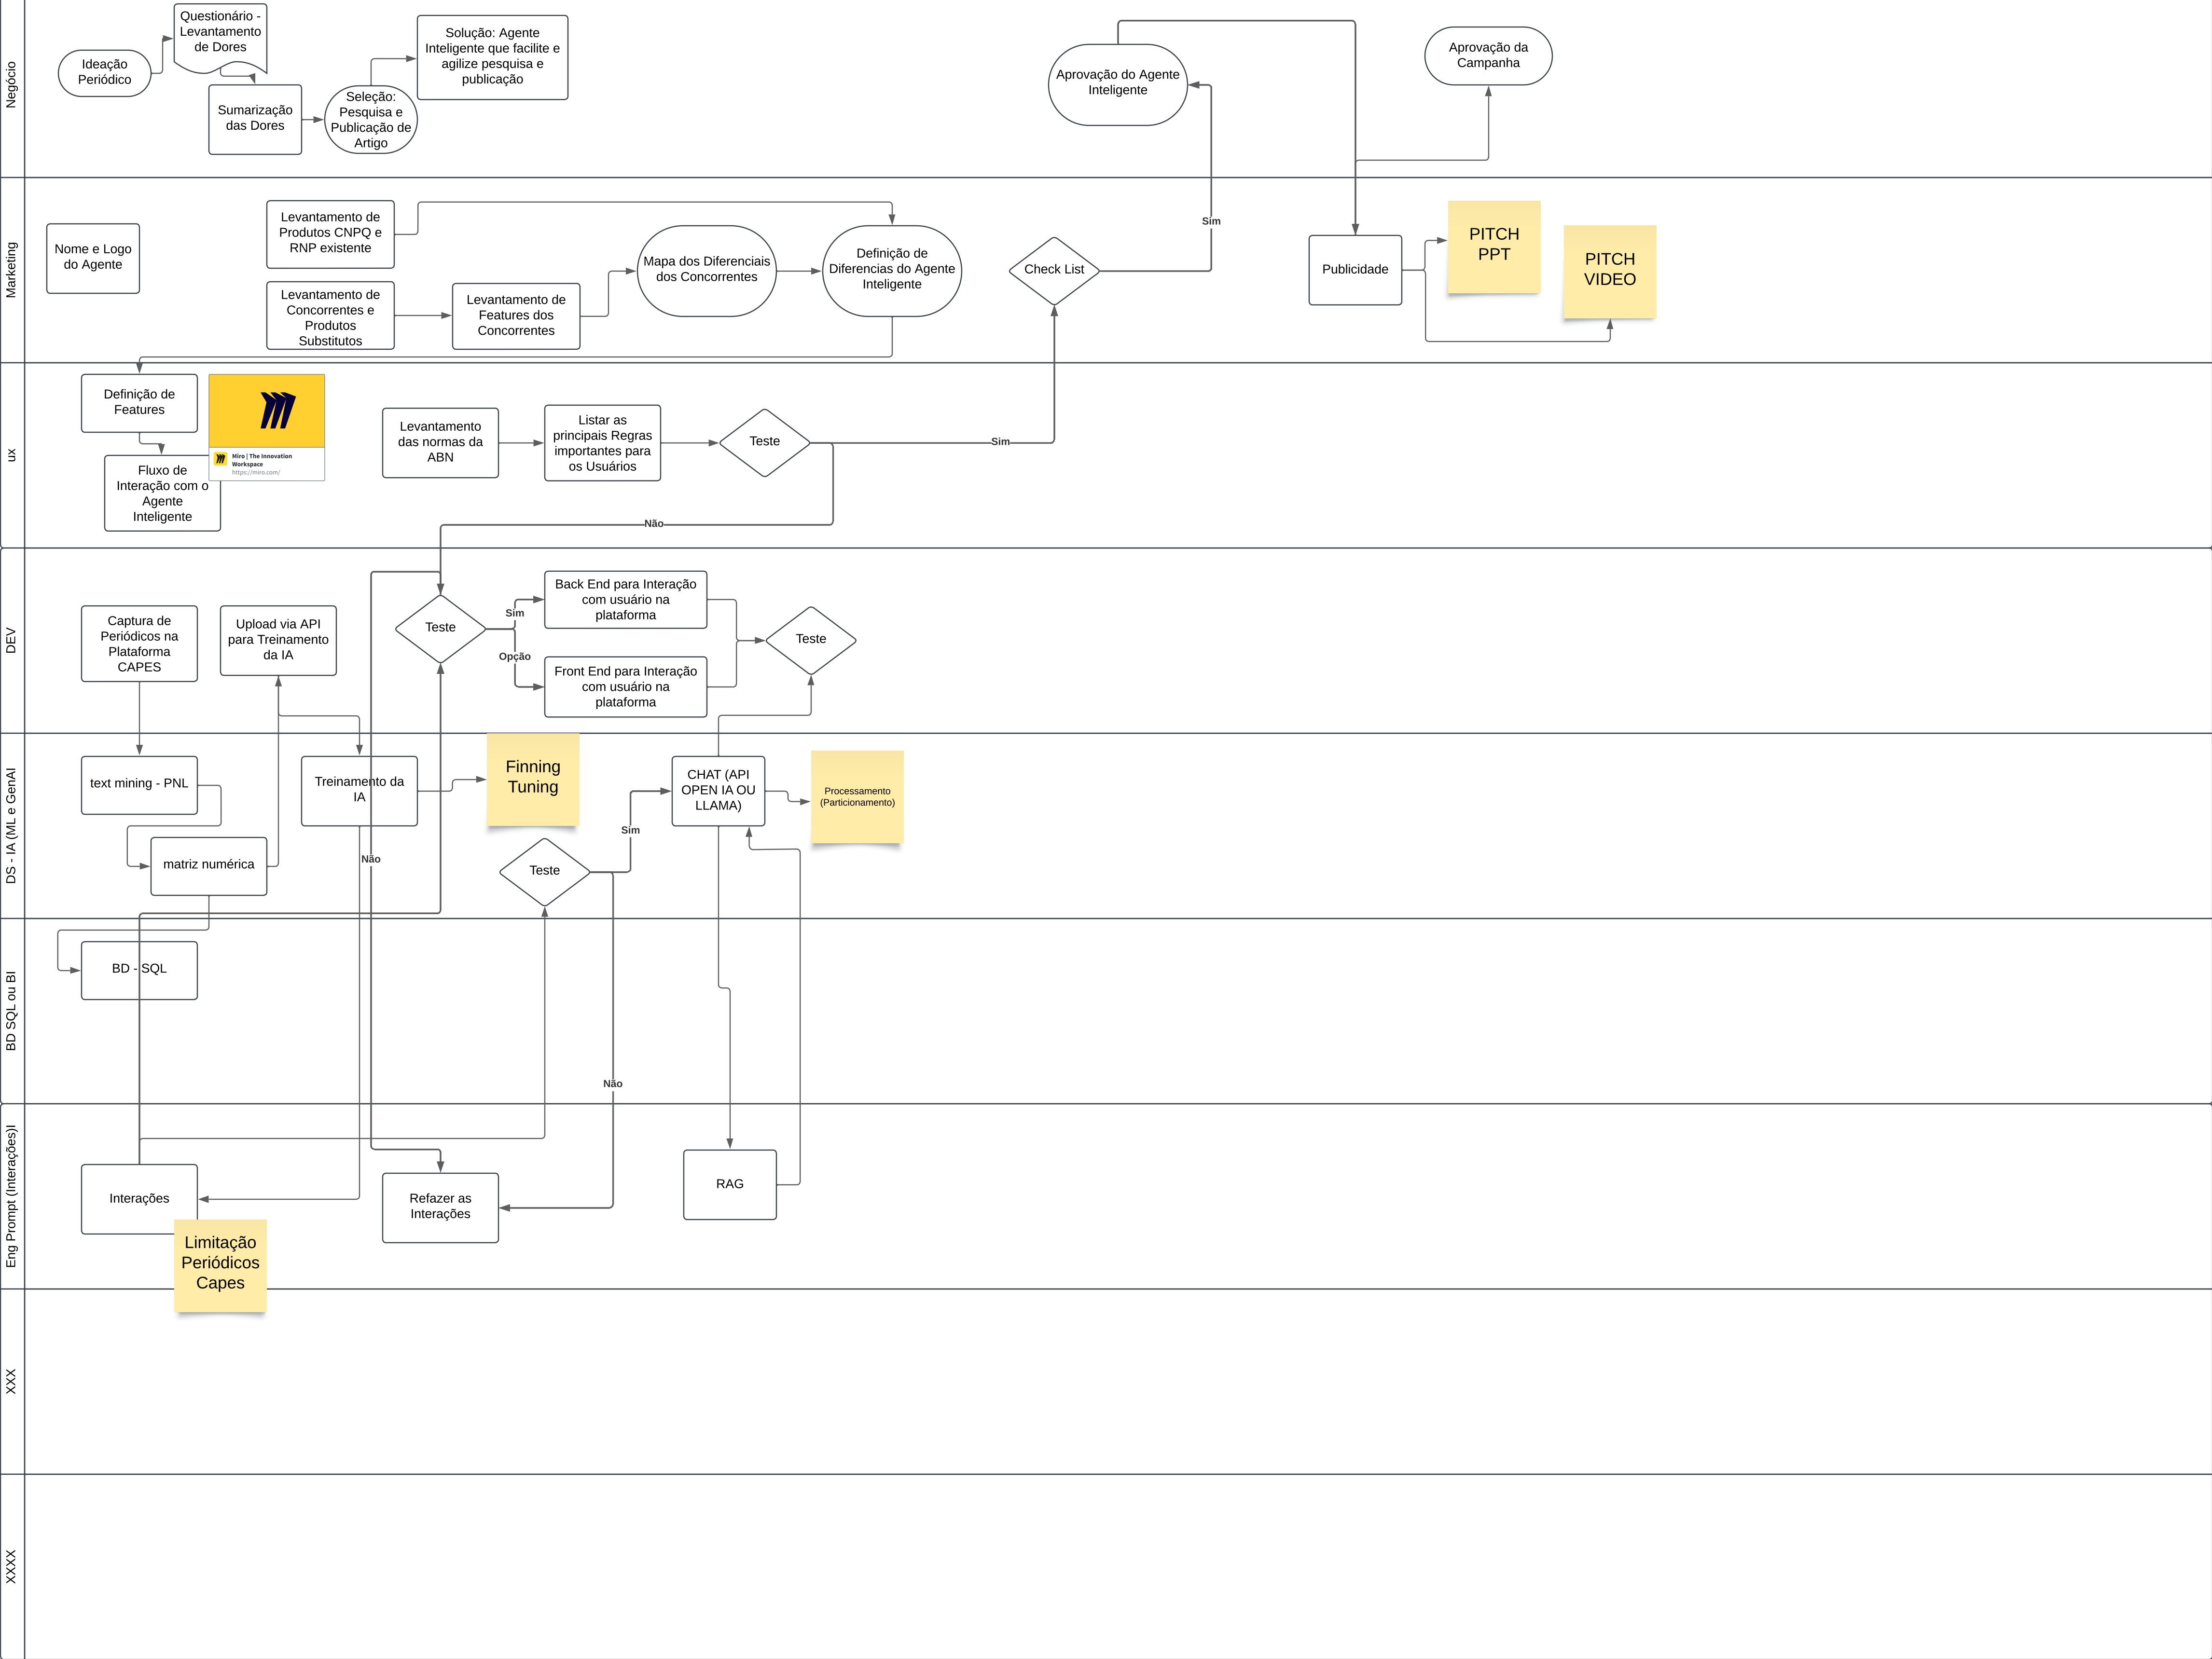 Negócio
Ideação
Periódico
Questionário -
Levantamento
de Dores
Sumarização
das Dores
Seleção:
Pesquisa e
Publicação de
Artigo
Solução: Agente
Inteligente que facilite e
agilize pesquisa e
publicação
Aprovação do Agente
Inteligente
Aprovação da
Campanha
Marketing
Nome e Logo
do Agente
Levantamento de
Produtos CNPQ e
RNP existente
Levantamento de
Concorrentes e
Produtos
Substitutos
Levantamento de
Features dos
Concorrentes
Mapa dos Diferenciais
dos Concorrentes
Definição de
Diferencias do Agente
Inteligente
Check List
Sim
Publicidade
PITCH
PPT
PITCH
VIDEO
ux
Definição de
Features
Miro | The Innovation
Workspace
https://miro.com/
Fluxo de
Interação com o
Agente
Inteligente
Levantamento
das normas da
ABN
Listar as
principais Regras
importantes para
os Usuários
Teste
Sim
Não
DEV
Captura de
Periódicos na
Plataforma
CAPES
Upload via API
para Treinamento
da IA
Teste
Sim
Opção
Back End para Interação
com usuário na
plataforma
Front End para Interação
com usuário na
plataforma
Teste
DS - IA (ML e GenAI
text mining - PNL
matriz numérica
Treinamento da
IA
Não
Finning
Tuning
Teste
Sim
CHAT (API
OPEN IA OU
LLAMA)
Processamento
(Particionamento)
BD SQL ou BI
BD - SQL
Não
Eng Prompt (Interações)l
Interações
Limitação
Periódicos
Capes
Refazer as
Interações
RAG
XXX
XXXX